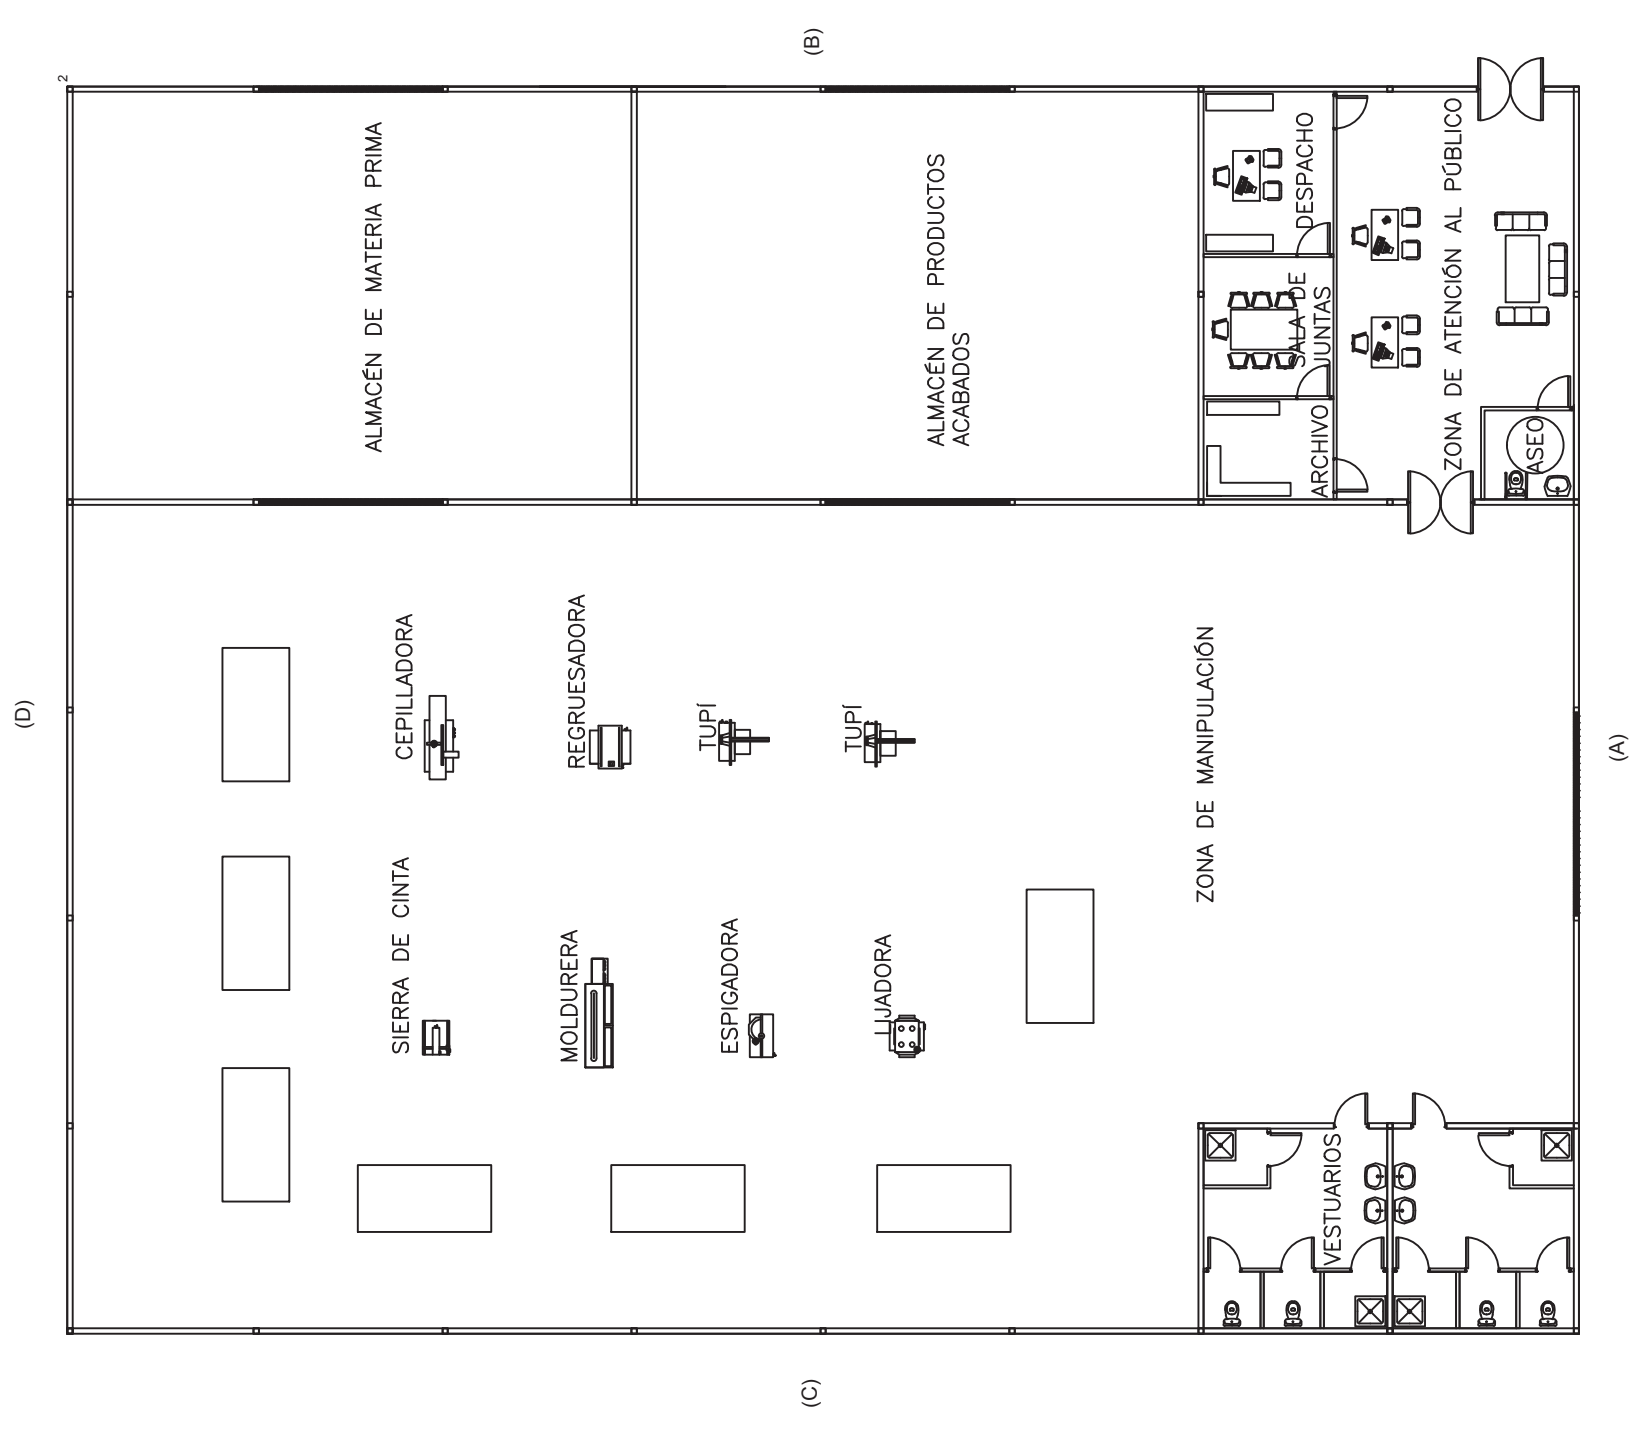 (B)
2
ALMACÉN DE MATERIA PRIMA
ALMACÉN DE PRODUCTOS
ACABADOS
DESPACHO
SALA DE
JUNTAS
ARCHIVO
ZONA DE ATENCIÓN AL PÚBLICO
ASEO
(D)
CEPILLADORA
REGRUESADORA
TUPÍ
TUPÍ
ZONA DE MANIPULACIÓN
(A)
SIERRA DE CINTA
MOLDURERA
ESPIGADORA
LIJADORA
VESTUARIOS
(C)